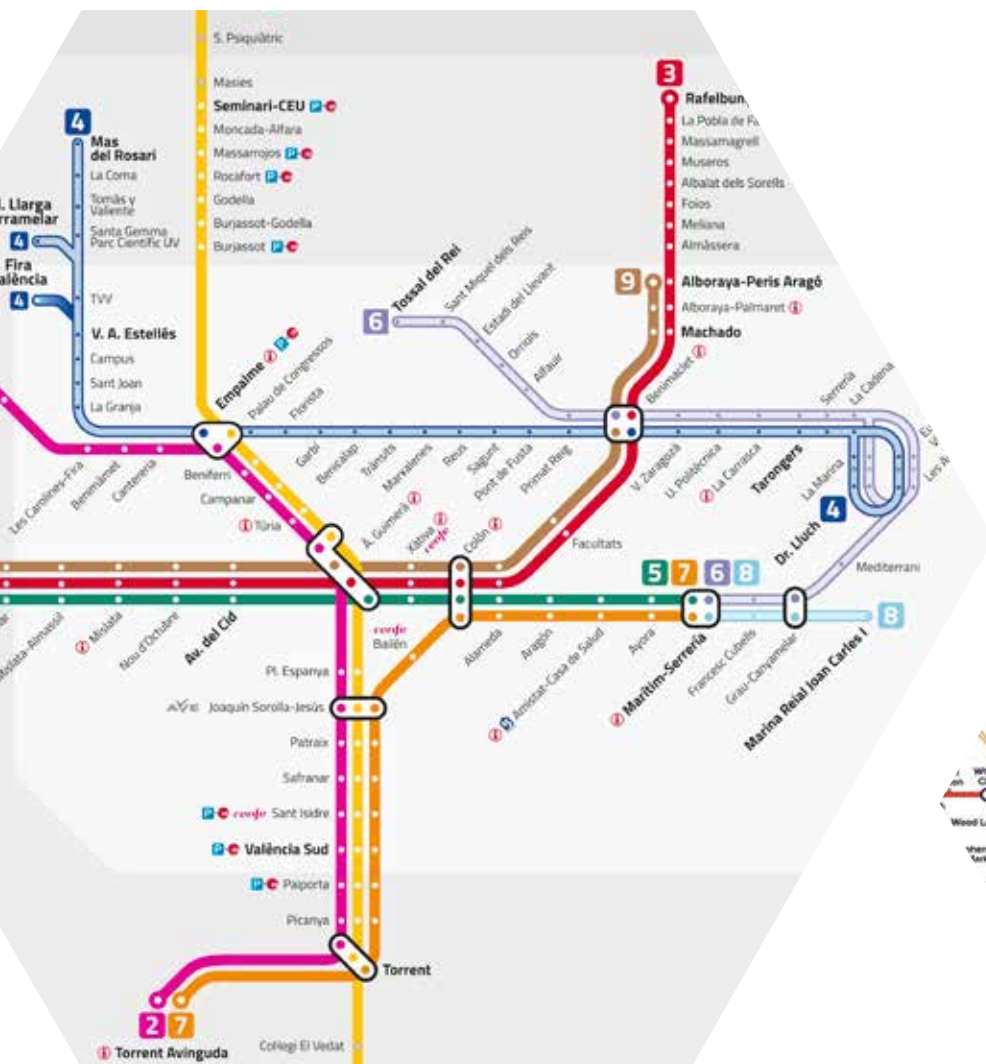 S. Psiquiàtric
Masies
Seminari-CEU P
Moncada-Alfara
Massarrojos P
Rocafort P
Godella
Burjassot-Godella
Burjassot P
4
Mas
del Rosari
La Coma
Tomás y
Valiente
Santa Gemma
Parc Científic UV
4
Fira
4
TVV
V. A. Estellés
Campus
Sant Joan
La Granja
3
La Pobla de
Massamagrell
Museros
Albalat dels Sorells
Foios
Meliana
Almàssera
9
Alboraya-Peris Aragó
Alboraya-Palmaret i
Machado
6
Tossal del Rei
Sant Miquel dels Reis
Estadi del Llevant
Orriols
Alfauir
Benimaclet i
Serrería
La Cadena
Empalme i P
Palau de Congressos
Florista
Garbí
Benicalap
Trànsits
Marxalenes
Reus
Sagunt
Pont de Fusta
Primat Reig
V. Zaragozà
U. Politècnica
i La Carrasca
Tarongers
La Marina
4
Dr. Lluch
Mediterrani
Les Carolines-Fira
Benimàmet
Cantereria
Beniferri
Campanar
i Túria
À. Guimerà i
Xàtiva i
renfe
Colón i
Facultats
5 7 6 8
8
i Mislata
Nou d'Octubre
Av. del Cid
renfe
Bailén
Alameda
Aragón
i Amistat-Casa de Salud
Ayora
i Marítim-Serrería
Francesc Cubells
Grau-Canyamelar
Marina Reial Joan Carles I
Pl. Espanya
AVE Joaquín Sorolla-Jesús
Patraix
Safranar
P renfe Sant Isidre
P València Sud
P Paiporta
Picanya
Torrent
2 7
i Torrent Avinguda
Col·legi El Vedat